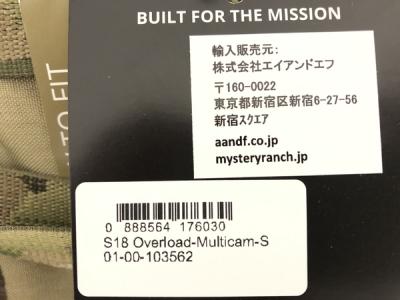 BUILT FOR THE MISSION
輸入販売元：
株式会社エイアンドエフ
〒160-0022
東京都新宿区新宿6-27-56
新宿ｽｸｴｱ
aandf.co.jp
mysteryranch.jp
TO FIT
0 888564 176030
S18 Overload-Multicam-S
01-00-103562